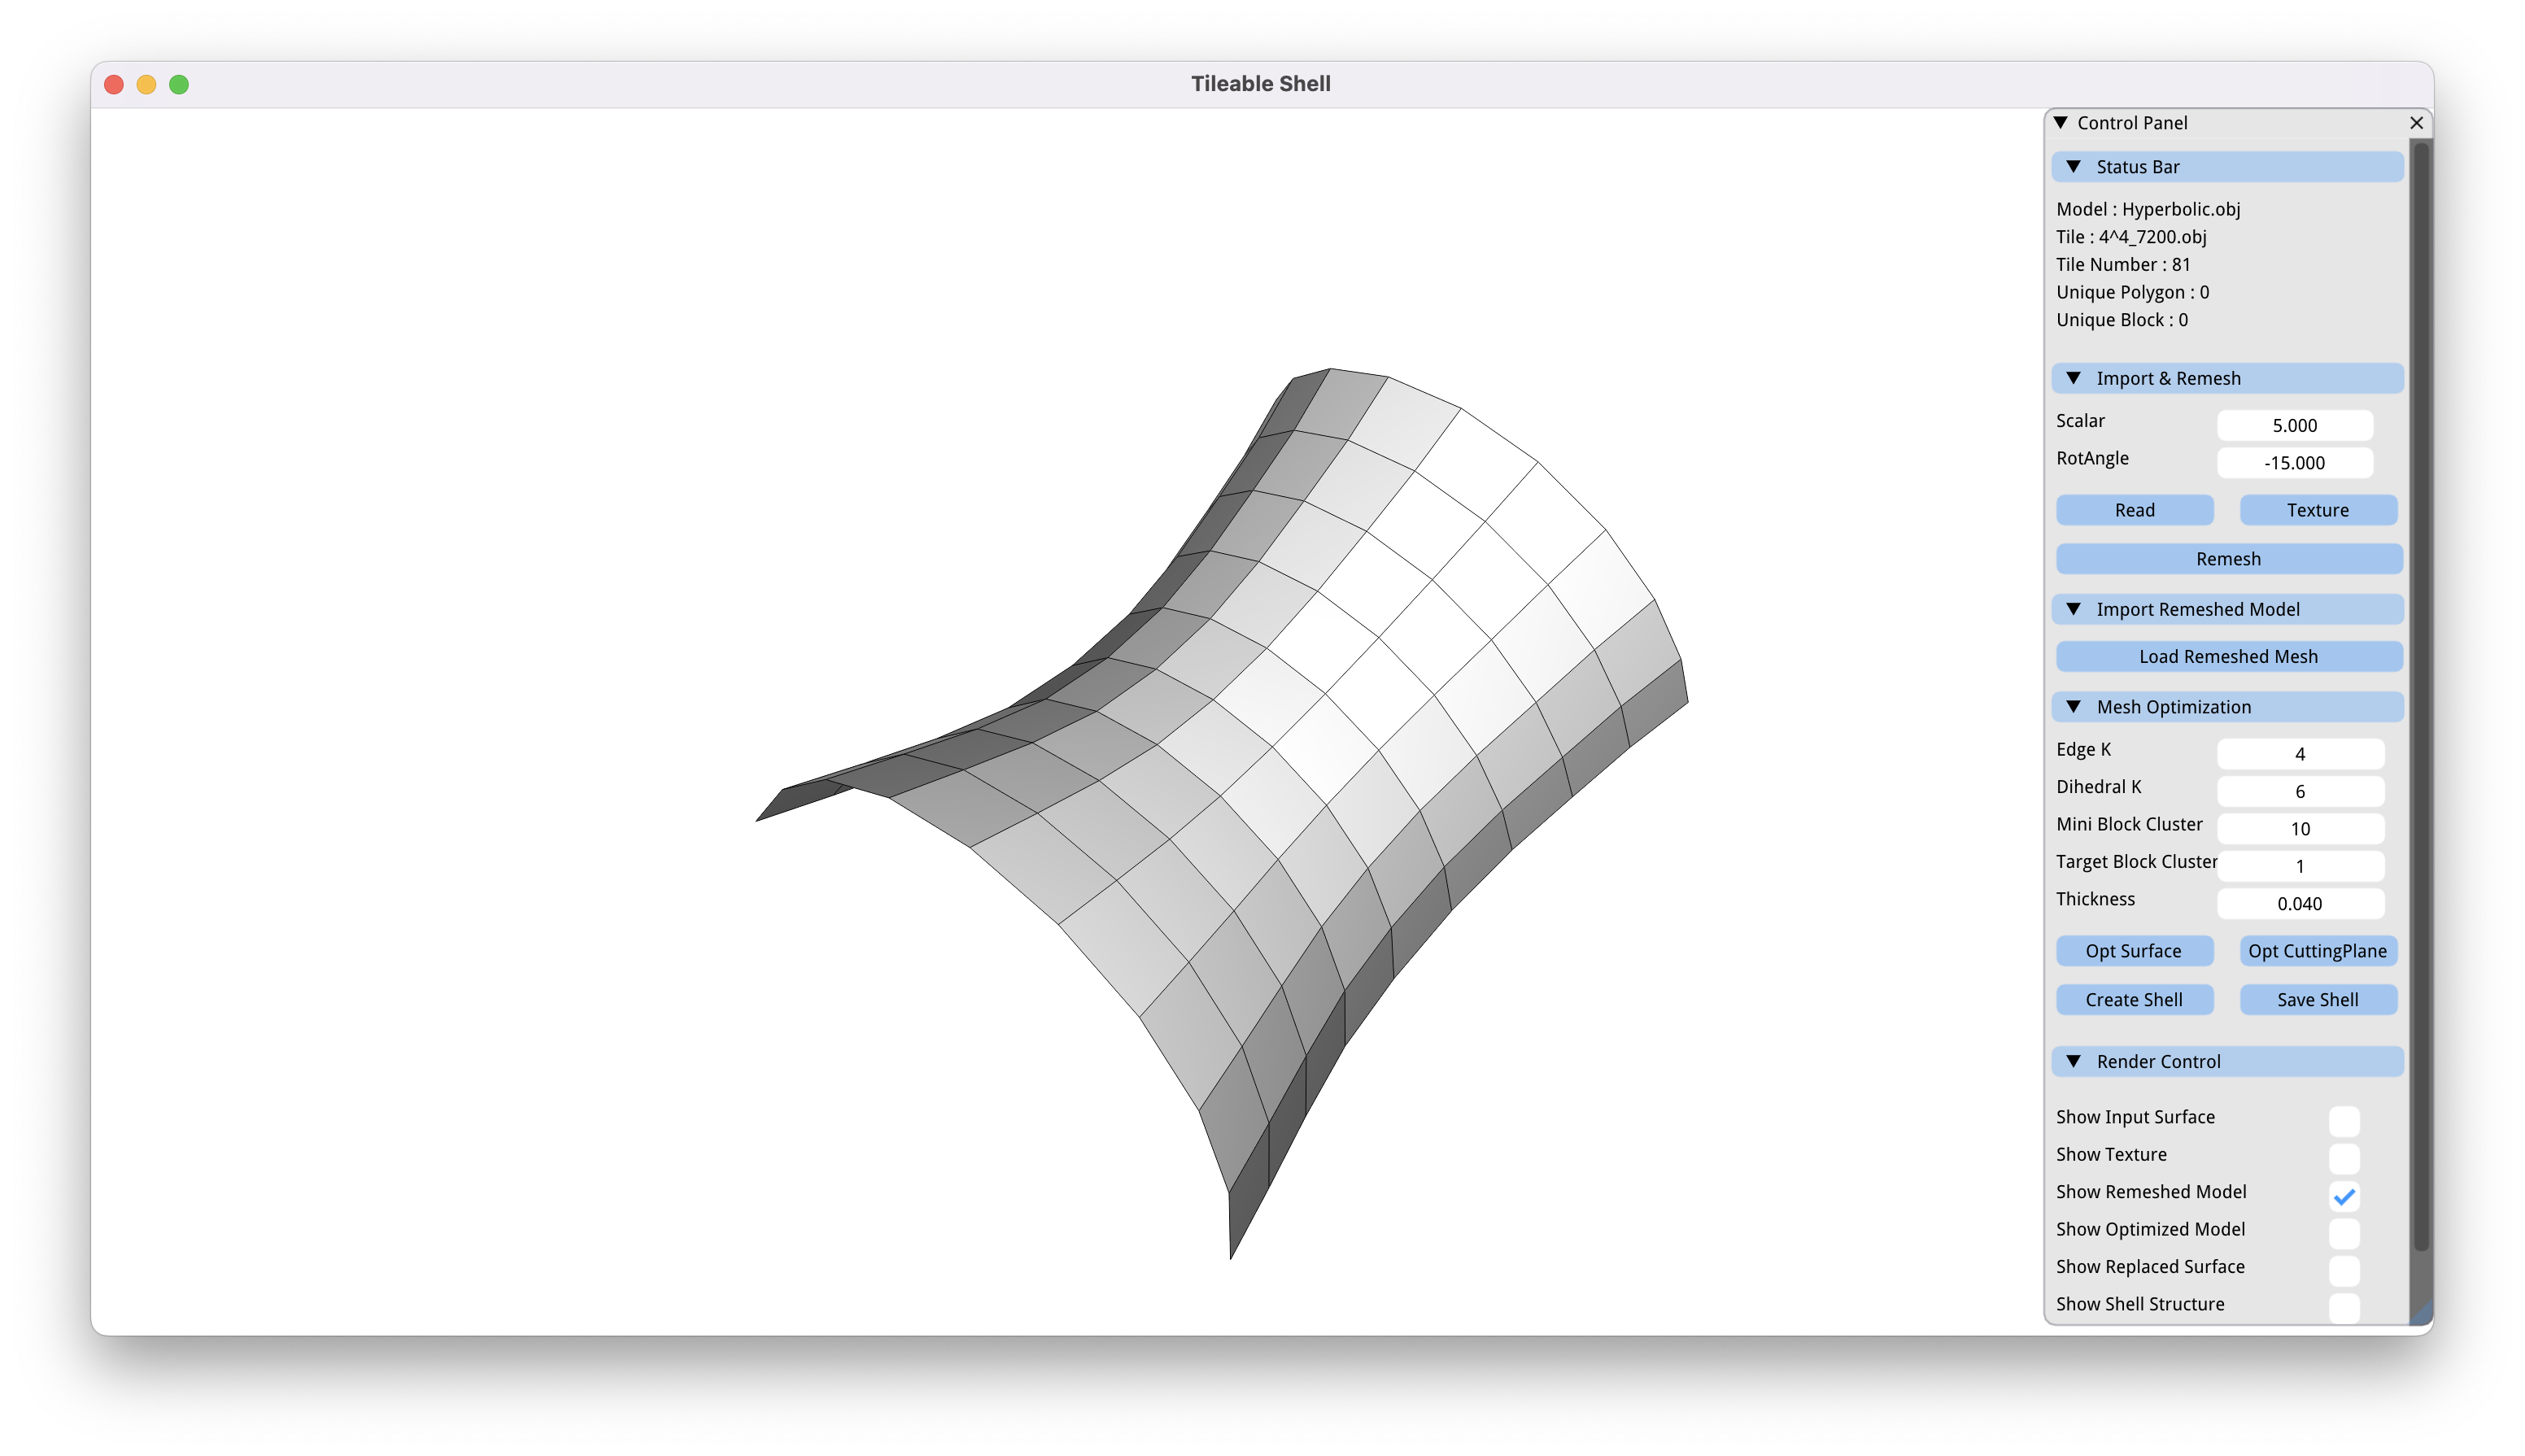 Tileable Shell
Control Panel
Status Bar
Model : Hyperbolic.obj
Tile : 4^4_7200.obj
Tile Number : 81
Unique Polygon : 0
Unique Block : 0
Import & Remesh
Scalar 5.000
RotAngle -15.000
Read Texture
Remesh
Import Remeshed Model
Load Remeshed Mesh
Mesh Optimization
Edge K 4
Dihedral K 6
Mini Block Cluster 10
Target Block Cluster 1
Thickness 0.040
Opt Surface Opt CuttingPlane
Create Shell Save Shell
Render Control
Show Input Surface
Show Texture
Show Remeshed Model
Show Optimized Model
Show Replaced Surface
Show Shell Structure